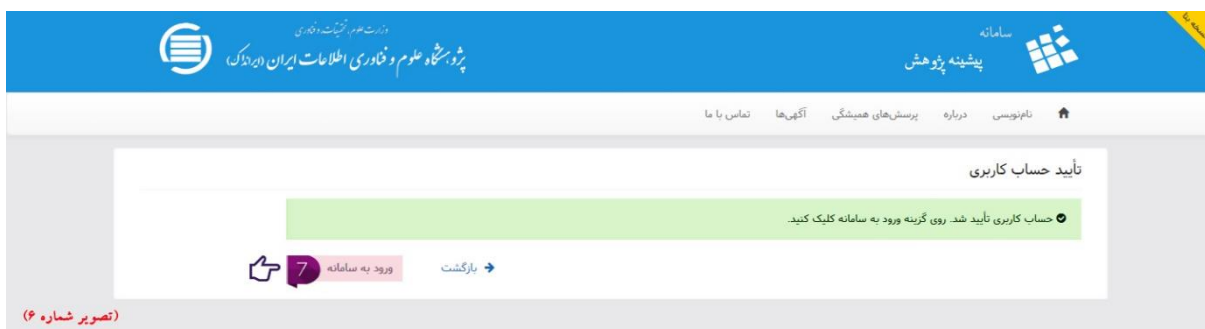 سامانه
پیشینه پژوهش
وزارت علوم، تحقیقات و فناوری
پژوهشگاه علوم و فناوری اطلاعات ایران (ایرانداک)
نام‌نویسی درباره پرسش‌های همیشگی آگهی‌ها تماس با ما
تأیید حساب کاربری
حساب کاربری تأیید شد. روی گزینه ورود به سامانه کلیک کنید.
بازگشت ورود به سامانه 7
(تصویر شماره ۶)